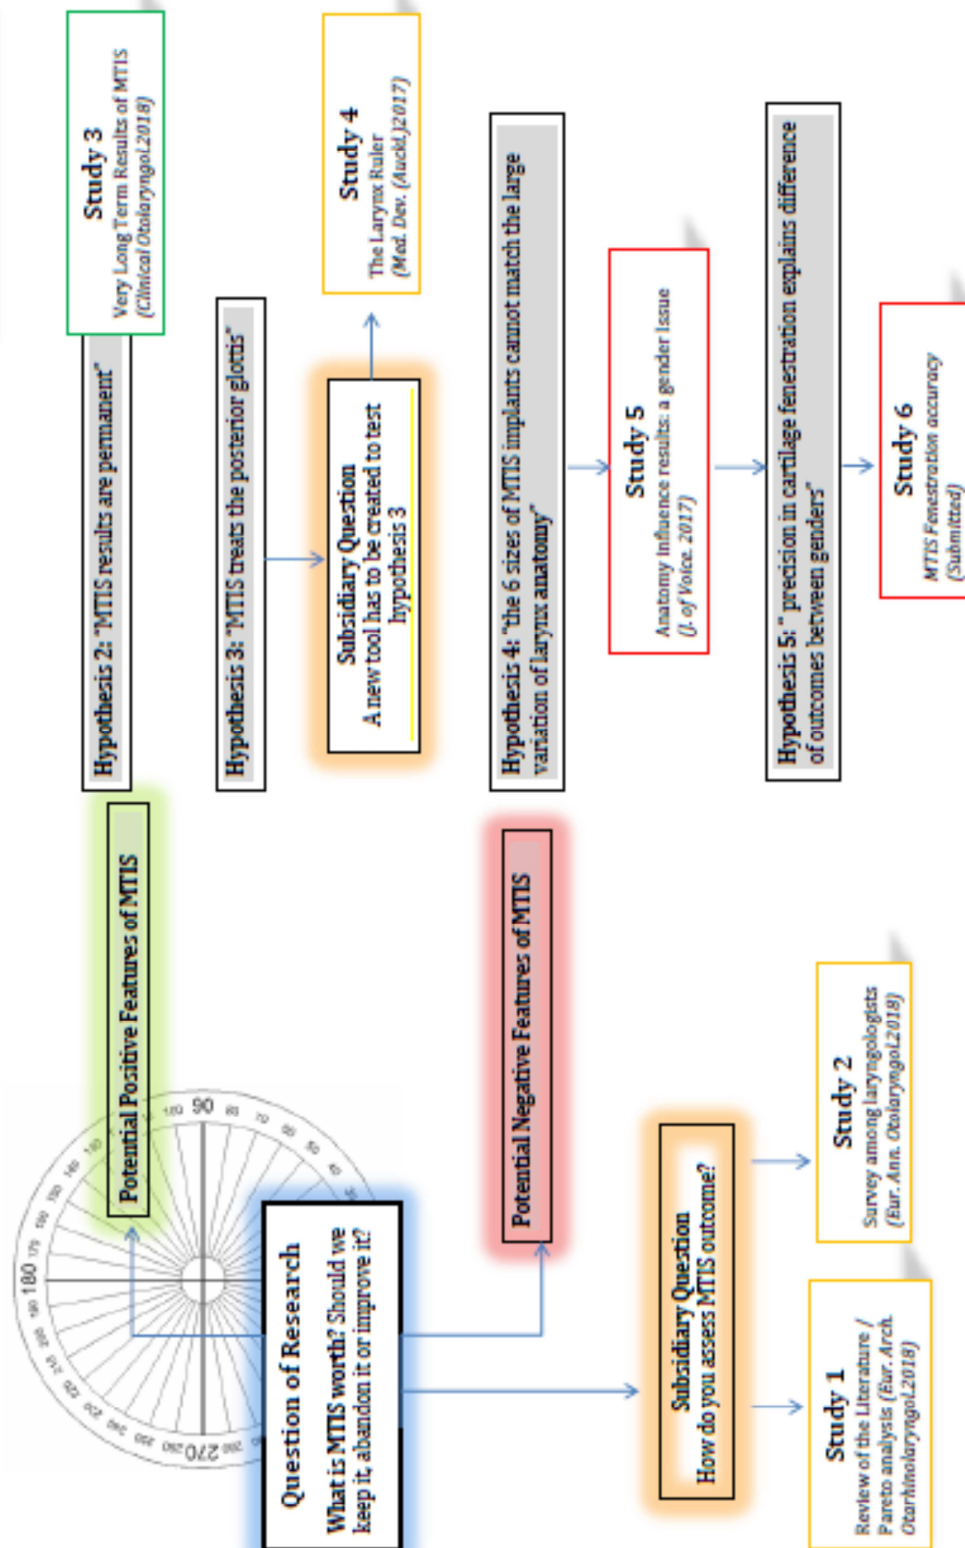 Question of Research
What is MTIS worth? Should we
keep it, abandon it or improve it?
Potential Positive Features of MTIS
Hypothesis 2: "MTIS results are permanent"
Study 3
Very Long Term Results of MTIS
(Clinical Otolaryngol.2018)
Hypothesis 3: "MTIS treats the posterior glottis"
Subsidiary Question
A new tool has to be created to test
hypothesis 3
Study 4
The Larynx Ruler
(Med. Dev. (Auckl.)2017)
Potential Negative Features of MTIS
Hypothesis 4: "the 6 sizes of MTIS implants cannot match the large
variation of larynx anatomy"
Study 5
Anatomy influence results: a gender issue
(J. of Voice. 2017)
Hypothesis 5: " precision in cartilage fenestration explains difference
of outcomes between genders"
Study 6
MTIS Fenestration accuracy
(Submitted)
Subsidiary Question
How do you assess MTIS outcome?
Study 1
Review of the Literature /
Pareto analysis (Eur. Arch.
Otorhinolaryngol.2018)
Study 2
Survey among laryngologists
(Eur. Ann. Otolaryngol.2018)
180
90
270